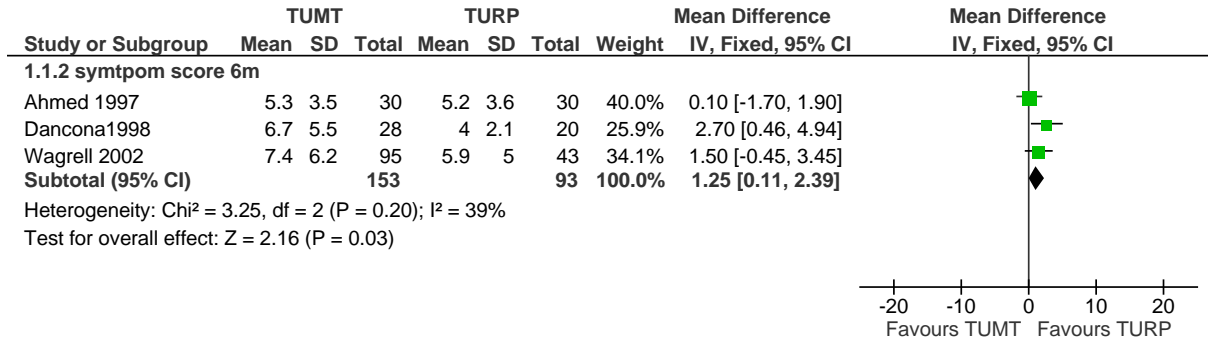 TUMT TURP Mean Difference Mean Difference
Study or Subgroup Mean SD Total Mean SD Total Weight IV, Fixed, 95% CI IV, Fixed, 95% CI
1.1.2 symtpom score 6m
Ahmed 1997 5.3 3.5 30 5.2 3.6 30 40.0% 0.10 [-1.70, 1.90]
Dancona1998 6.7 5.5 28 4 2.1 20 25.9% 2.70 [0.46, 4.94]
Wagrell 2002 7.4 6.2 95 5.9 5 43 34.1% 1.50 [-0.45, 3.45]
Subtotal (95% CI) 153 93 100.0% 1.25 [0.11, 2.39]
Heterogeneity: Chi² = 3.25, df = 2 (P = 0.20); I² = 39%
Test for overall effect: Z = 2.16 (P = 0.03)
-20 -10 0 10 20
Favours TUMT Favours TURP